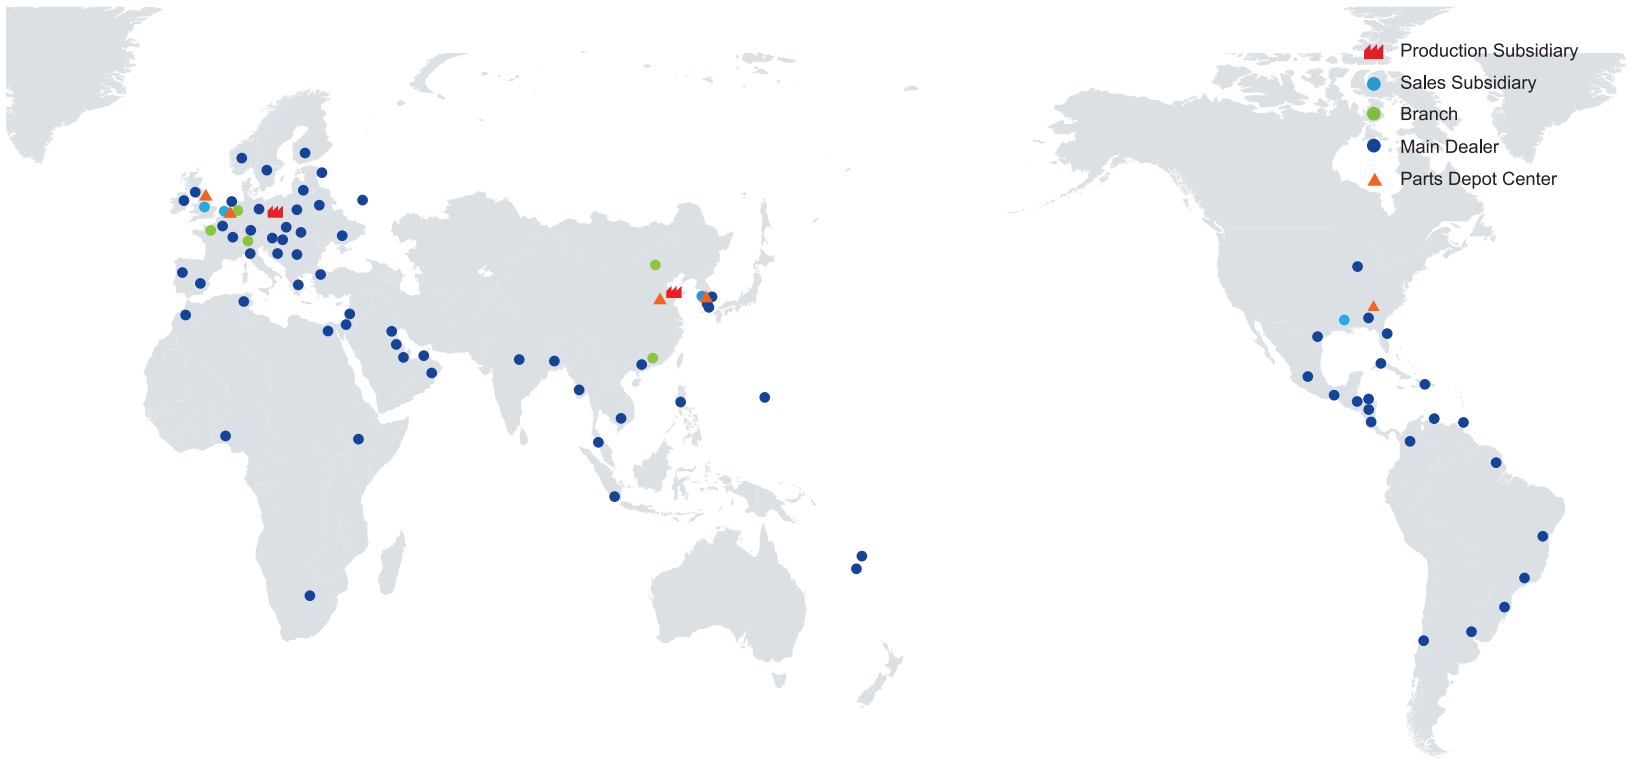 Production Subsidiary
Sales Subsidiary
Branch
Main Dealer
Parts Depot Center